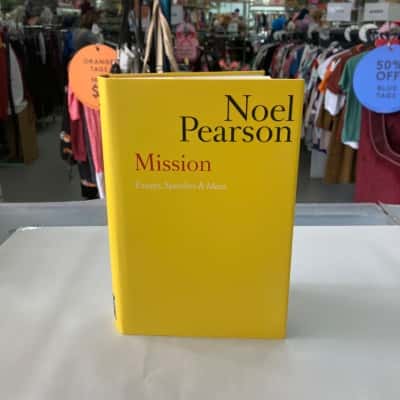 Noel
Pearson
Mission
Essays, Speeches & Ideas
ORANGE
TAGS
50%
OFF
BLUE
TAGS